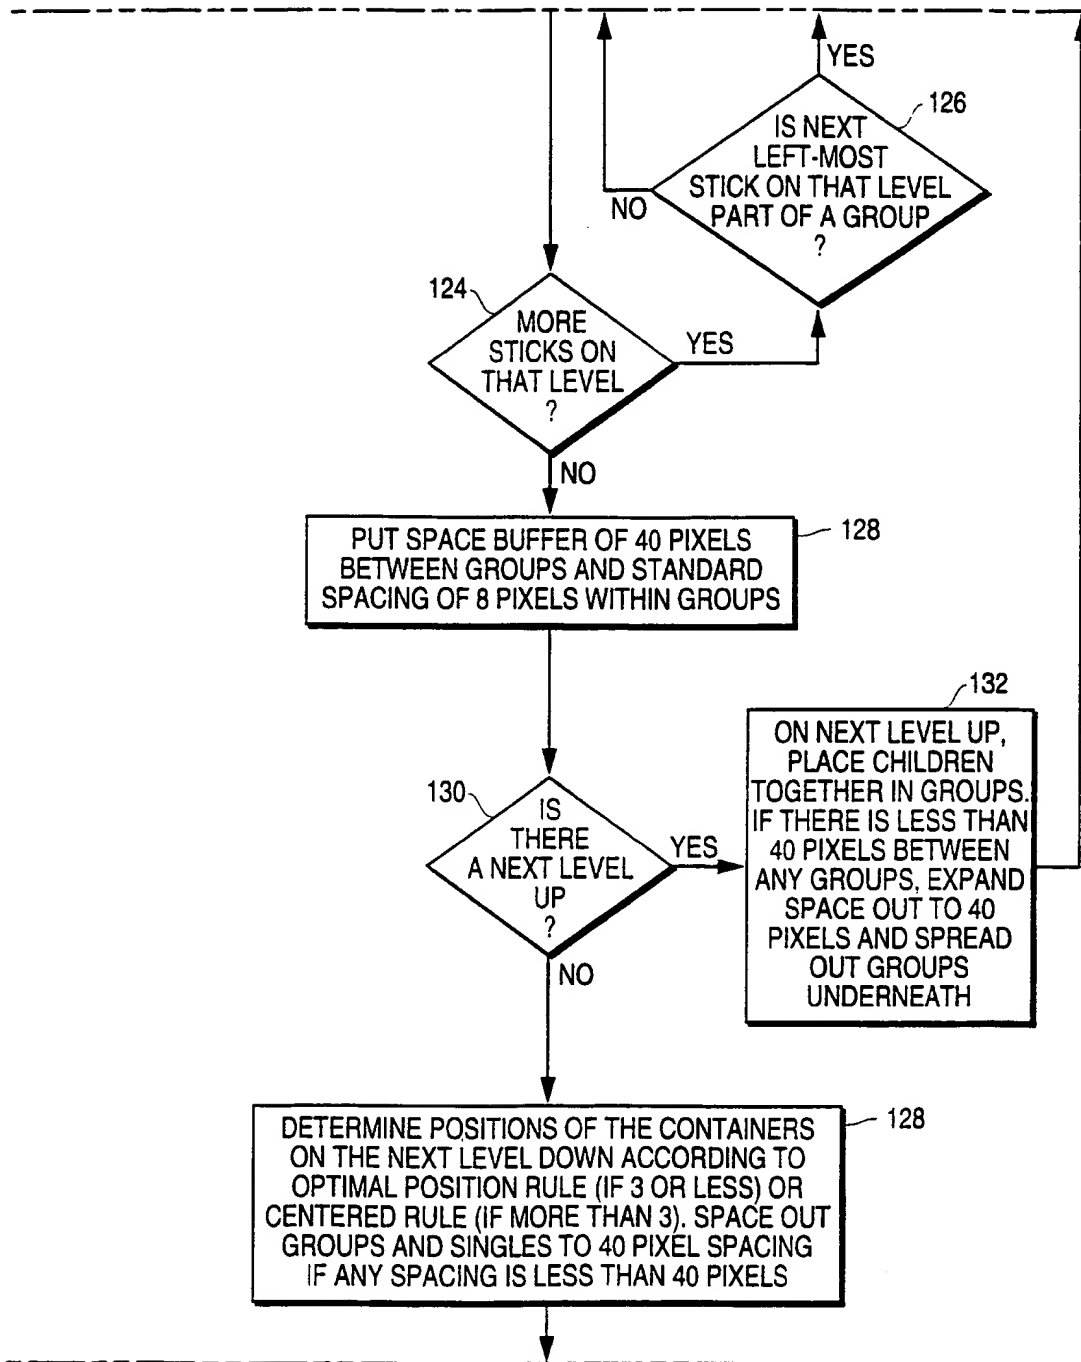 YES
126
IS NEXT
LEFT-MOST
STICK ON THAT LEVEL
PART OF A GROUP
?
NO
124
MORE
STICKS ON
THAT LEVEL
?
YES
NO
PUT SPACE BUFFER OF 40 PIXELS
BETWEEN GROUPS AND STANDARD
SPACING OF 8 PIXELS WITHIN GROUPS
128
130
IS
THERE
A NEXT LEVEL
UP
?
YES
NO
132
ON NEXT LEVEL UP,
PLACE CHILDREN
TOGETHER IN GROUPS.
IF THERE IS LESS THAN
40 PIXELS BETWEEN
ANY GROUPS, EXPAND
SPACE OUT TO 40
PIXELS AND SPREAD
OUT GROUPS
UNDERNEATH
DETERMINE POSITIONS OF THE CONTAINERS
ON THE NEXT LEVEL DOWN ACCORDING TO
OPTIMAL POSITION RULE (IF 3 OR LESS) OR
CENTERED RULE (IF MORE THAN 3). SPACE OUT
GROUPS AND SINGLES TO 40 PIXEL SPACING
IF ANY SPACING IS LESS THAN 40 PIXELS
128